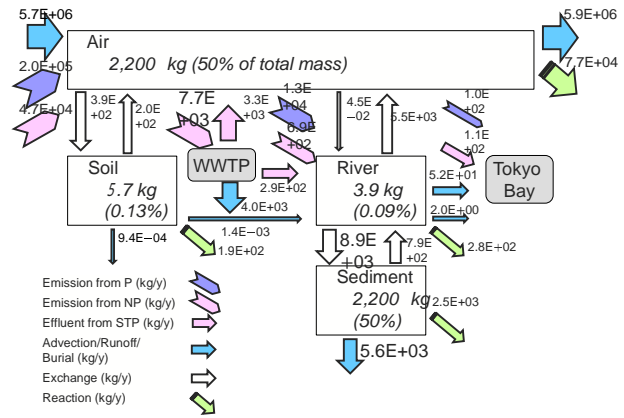 5.7E+06
5.9E+06
Air
2,200 kg (50% of total mass)
2.0E+05
7.7E+04
4.7E+04
3.9E
+02
2.0E
+02
7.7E
+03
3.3E
+03
1.3E
+04
6.9E
+02
4.5E
-02
5.5E+03
1.0E
+02
1.1E
+02
Soil
5.7 kg
(0.13%)
WWTP
River
3.9 kg
(0.09%)
Tokyo
Bay
2.9E+02
5.2E+01
4.0E+03
2.0E+00
1.4E-03
9.4E-04
1.9E+02
8.9E
+03
7.9E
+02
2.8E+02
Sediment
2,200 kg
(50%)
2.5E+03
5.6E+03
Emission from P (kg/y)
Emission from NP (kg/y)
Effluent from STP (kg/y)
Advection/Runoff/
Burial (kg/y)
Exchange (kg/y)
Reaction (kg/y)